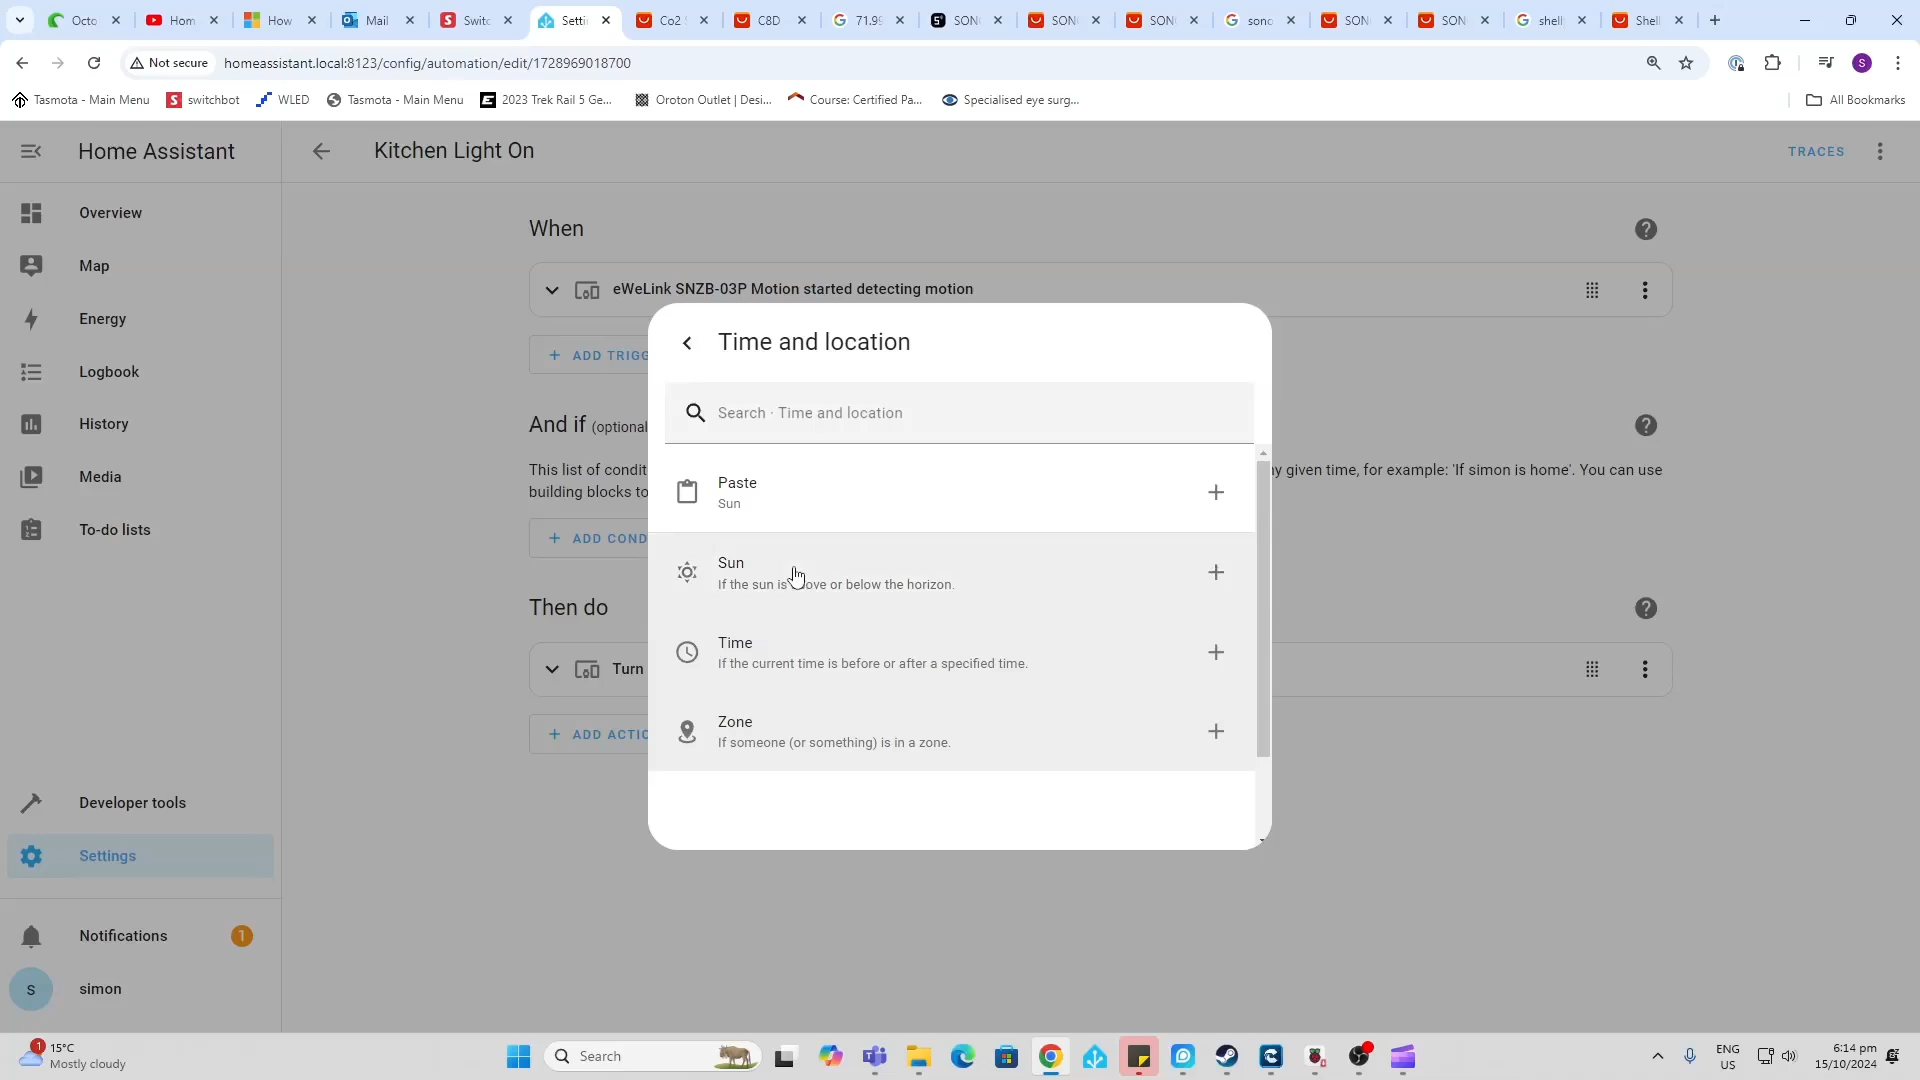 Octo
Hom
How
Mail
Switc
Setti
Co2
C8D
71.99
SON
SON
SON
sono
SON
SON
shell
Shell
Not secure
homeassistant.local:8123/config/automation/edit/1728969018700
S
Tasmota - Main Menu
switchbot
WLED
Tasmota - Main Menu
2023 Trek Rail 5 Ge...
Oroton Outlet | Desi...
Course: Certified Pa...
Specialised eye surg...
All Bookmarks
Home Assistant
Kitchen Light On
TRACES
Overview
Map
Energy
Logbook
History
Media
To-do lists
Developer tools
Settings
Notifications
1
s
simon
When
eWeLink SNZB-03P Motion started detecting motion
ADD TRIGG
And if (optional
This list of condit
y given time, for example: 'If simon is home'. You can use
building blocks to
ADD COND
Then do
Turn
ADD ACTIO
Time and location
Search · Time and location
Paste
Sun
Sun
If the sun is above or below the horizon.
Time
If the current time is before or after a specified time.
Zone
If someone (or something) is in a zone.
1
15°C
Mostly cloudy
Search
ENG
US
6:14 pm
15/10/2024